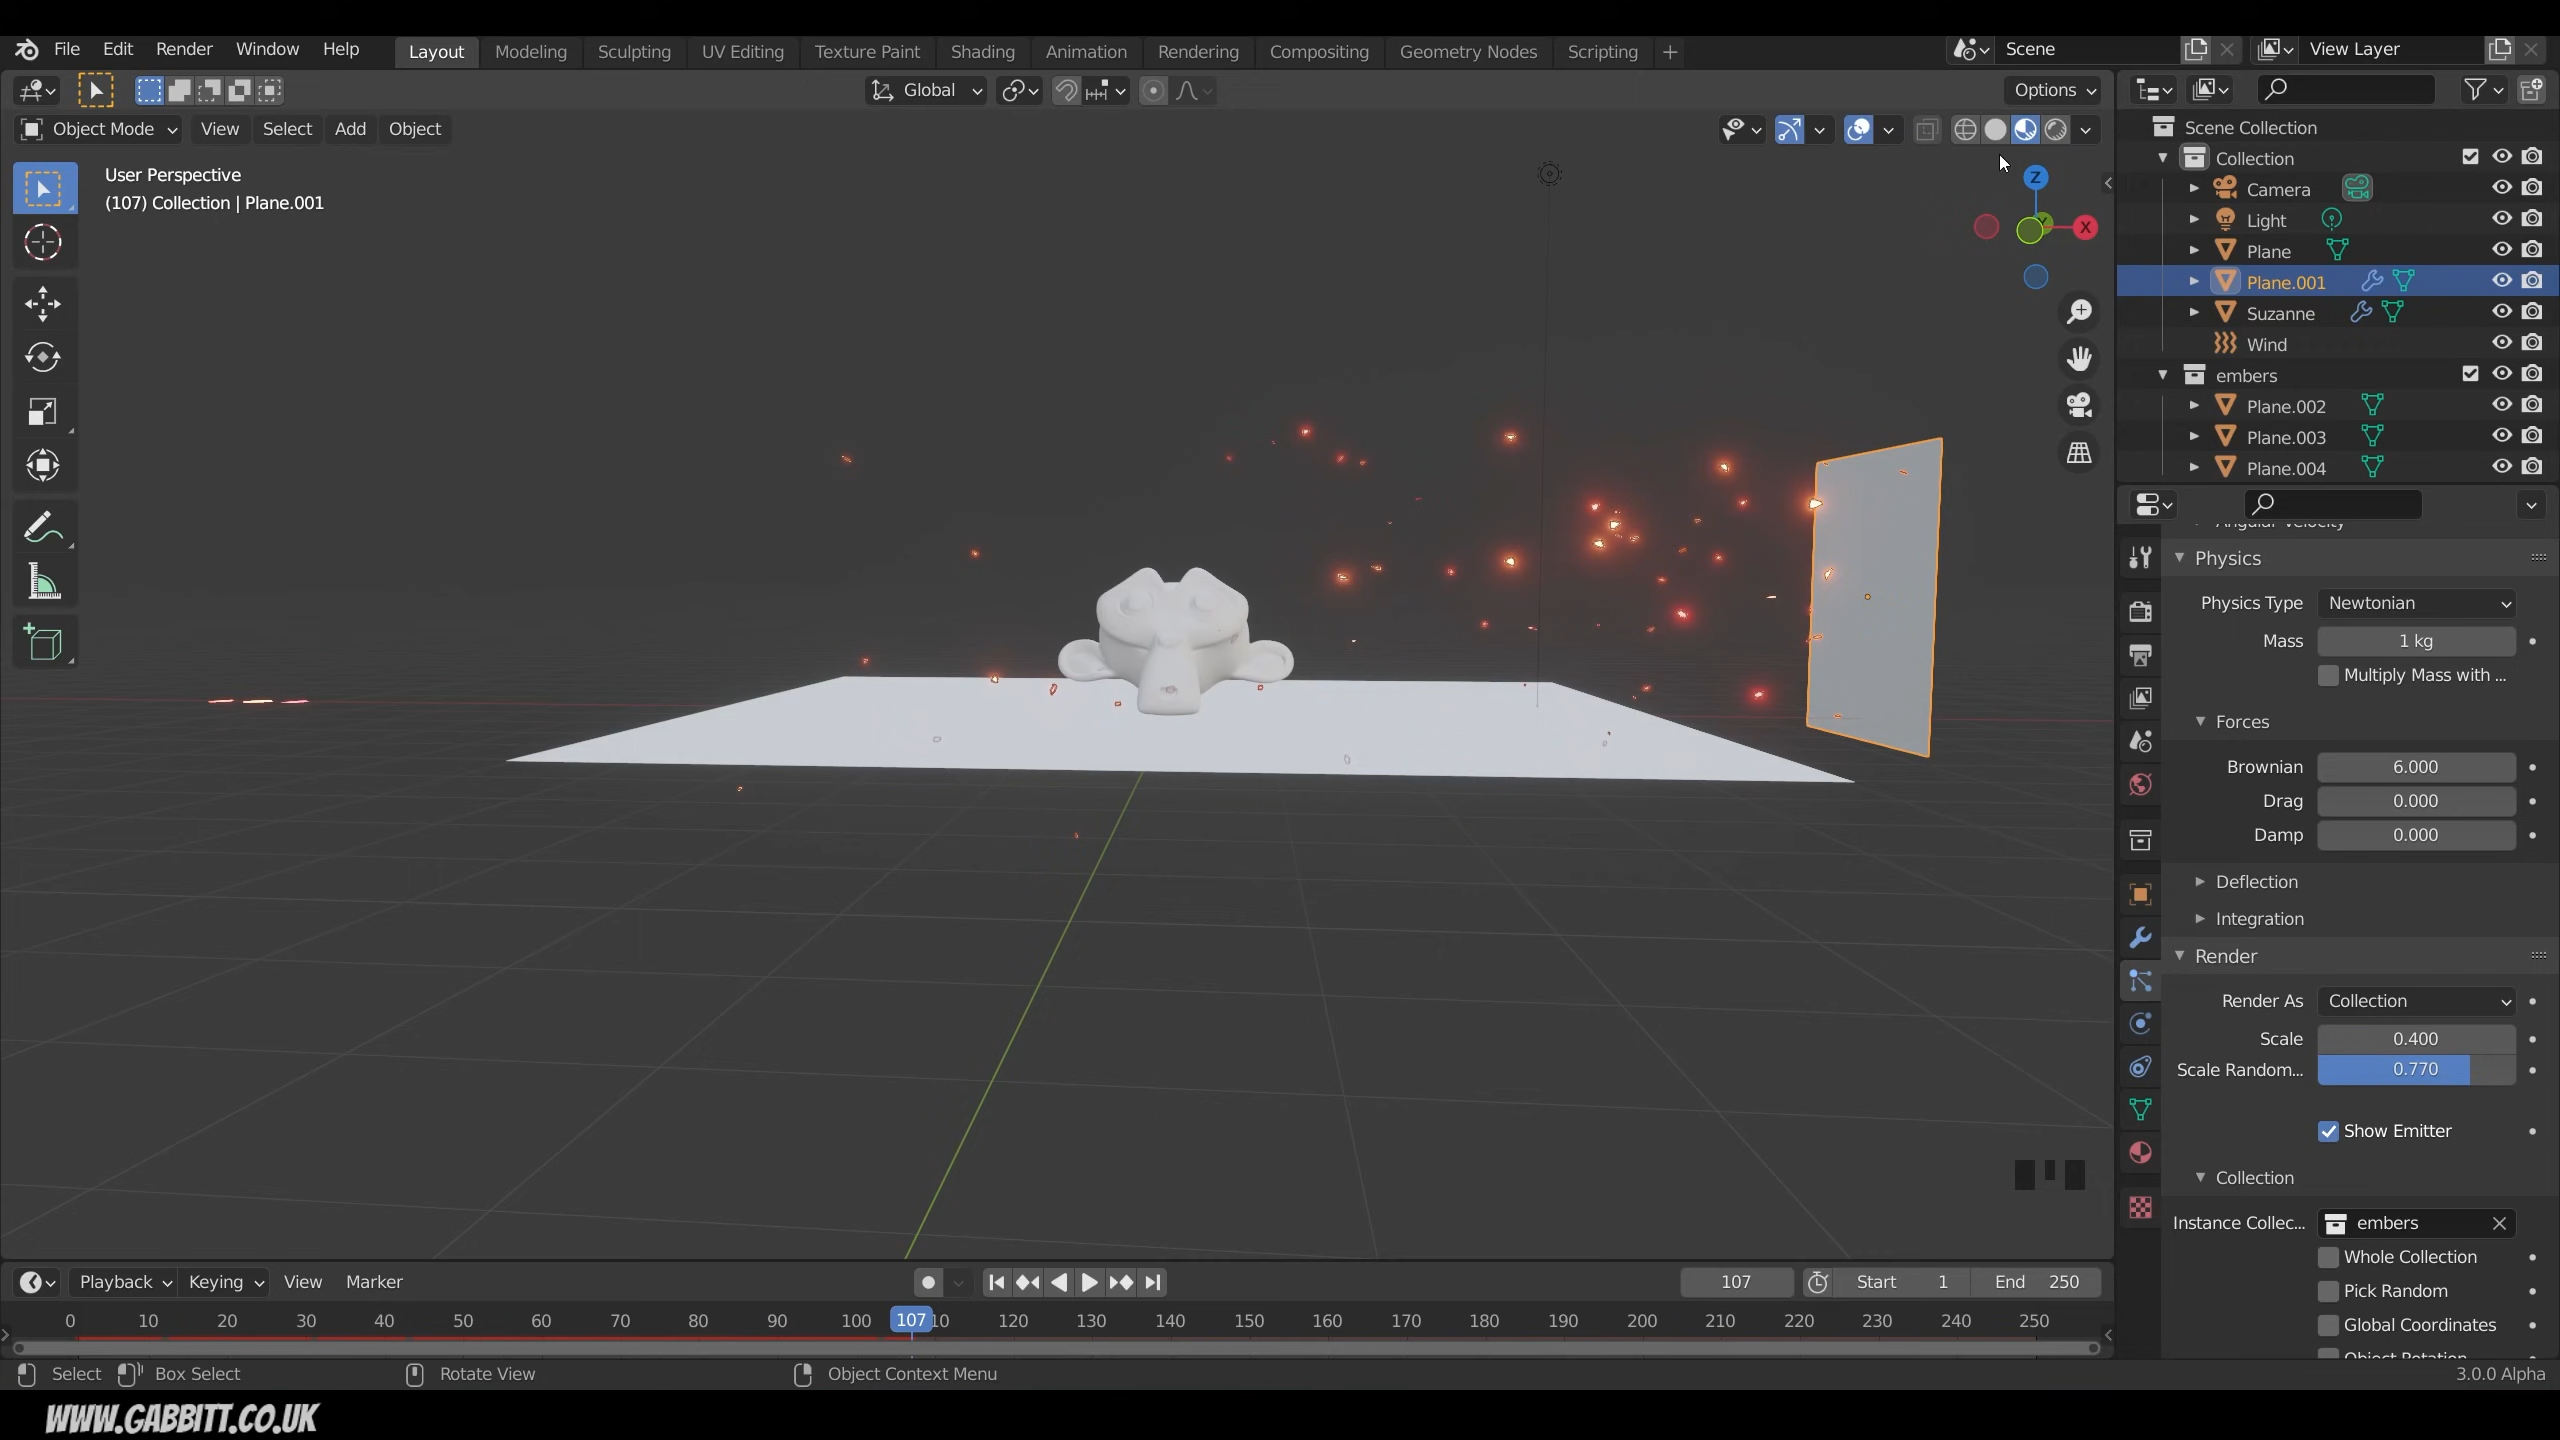 File Edit Render Window Help Layout Modeling Sculpting UV Editing Texture Paint Shading Animation Rendering Compositing Geometry Nodes Scripting + Scene View Layer
Global Options
Object Mode View Select Add Object
User Perspective
(107) Collection | Plane.001
Z
Y
X
Scene Collection
Collection
Camera
Light
Plane
Plane.001
Suzanne
Wind
embers
Plane.002
Plane.003
Plane.004
Angular Velocity
Physics
Physics Type Newtonian
Mass 1 kg
Multiply Mass with ...
Forces
Brownian 6.000
Drag 0.000
Damp 0.000
Deflection
Integration
Render
Render As Collection
Scale 0.400
Scale Random... 0.770
Show Emitter
Collection
Instance Collec... embers
Whole Collection
Pick Random
Global Coordinates
Object Rotation
Playback Keying View Marker 107 Start 1 End 250
0 10 20 30 40 50 60 70 80 90 100 107 10 120 130 140 150 160 170 180 190 200 210 220 230 240 250
Select Box Select Rotate View Object Context Menu 3.0.0 Alpha
WWW.GABBITT.CO.UK